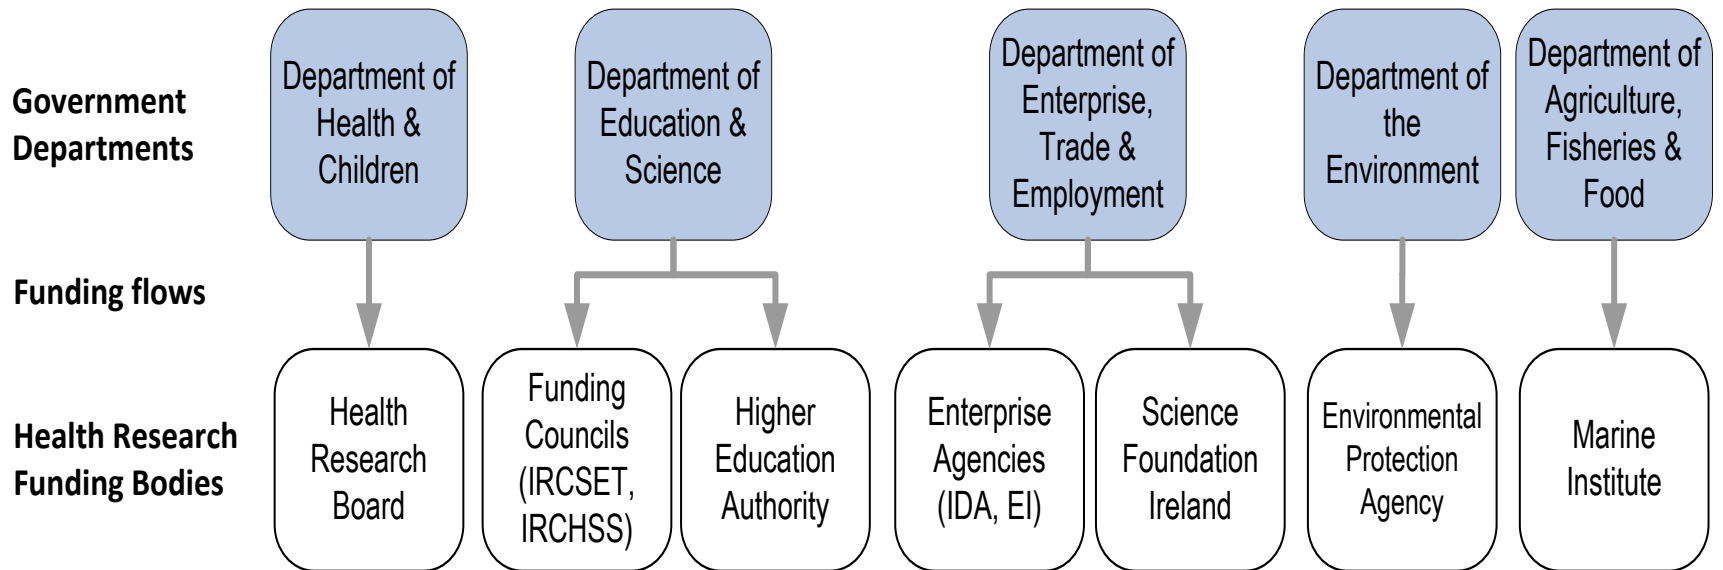 Government
Departments
Department of
Health &
Children
Department of
Education &
Science
Department of
Enterprise,
Trade &
Employment
Department of
the
Environment
Department of
Agriculture,
Fisheries &
Food
Funding flows
Health Research
Funding Bodies
Health
Research
Board
Funding
Councils
(IRCSET,
IRCHSS)
Higher
Education
Authority
Enterprise
Agencies
(IDA, EI)
Science
Foundation
Ireland
Environmental
Protection
Agency
Marine
Institute